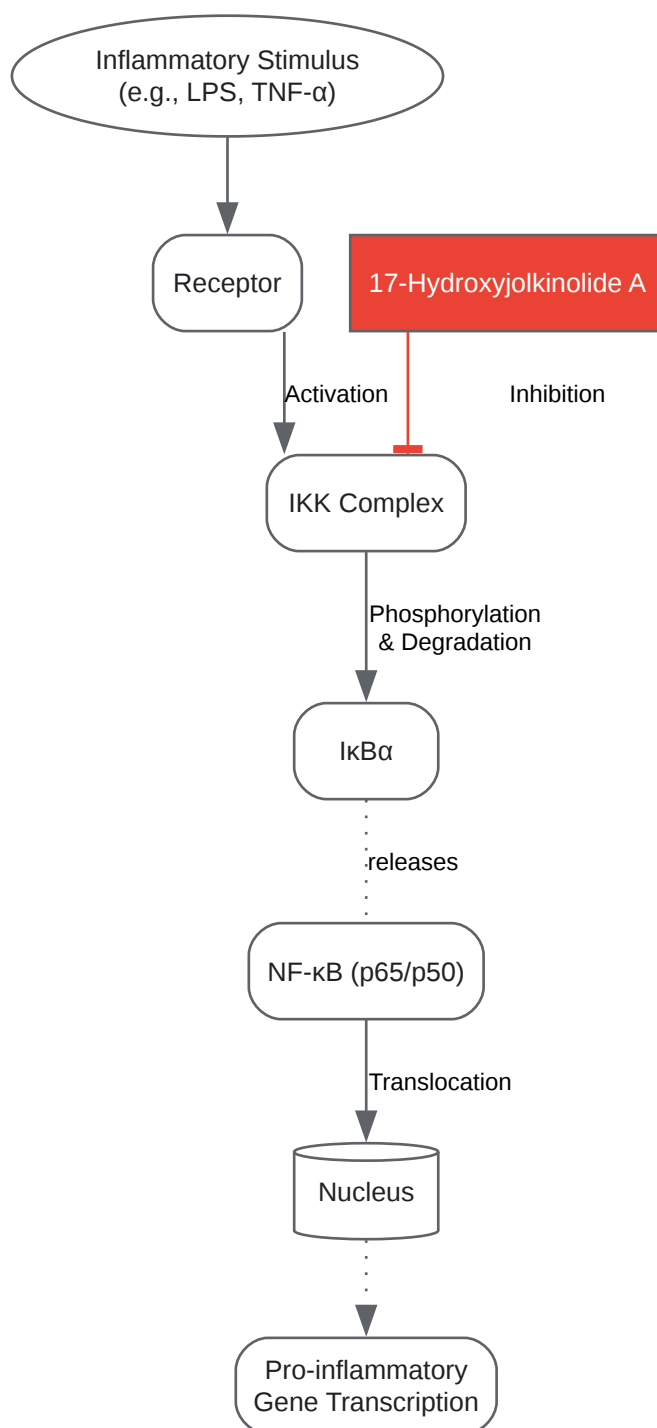 Inflammatory Stimulus
(e.g., LPS, TNF-α)
Receptor
17-Hydroxyjolkinolide A
Activation
Inhibition
IKK Complex
Phosphorylation
& Degradation
IκBα
releases
NF-κB (p65/p50)
Translocation
Nucleus
Pro-inflammatory
Gene Transcription